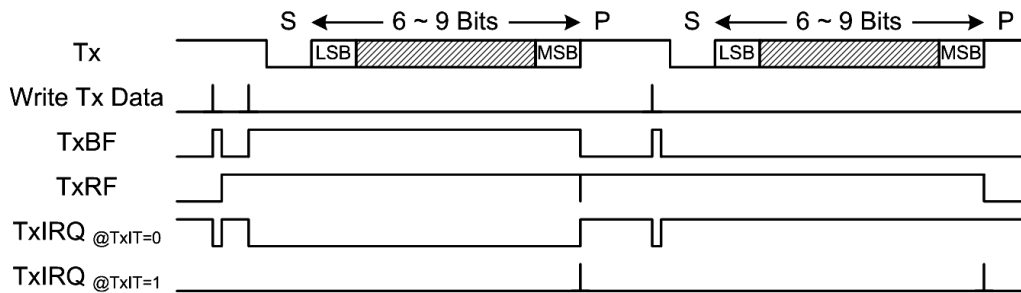 S 6 ~ 9 Bits P S 6 ~ 9 Bits P
Tx LSB MSB LSB MSB
Write Tx Data
TxBF
TxRF
TxIRQ @TxIT=0
TxIRQ @TxIT=1